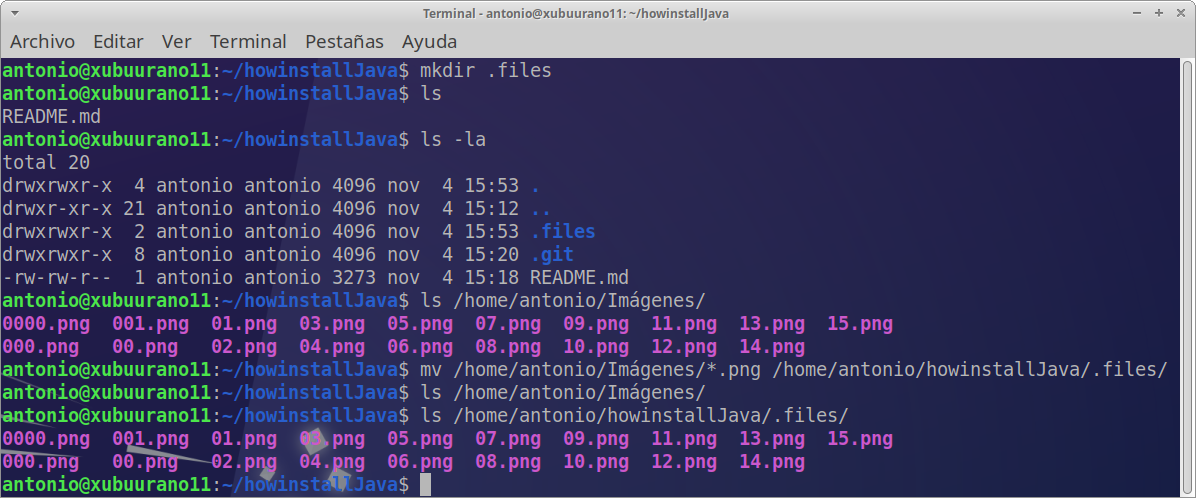 Terminal - antonio@xubuurano11: ~/howinstallJava
Archivo Editar Ver Terminal Pestañas Ayuda
antonio@xubuurano11:~/howinstallJava$ mkdir .files
antonio@xubuurano11:~/howinstallJava$ ls
README.md
antonio@xubuurano11:~/howinstallJava$ ls -la
total 20
drwxrwxr-x  4 antonio antonio 4096 nov  4 15:53 .
drwxr-xr-x 21 antonio antonio 4096 nov  4 15:12 ..
drwxrwxr-x  2 antonio antonio 4096 nov  4 15:53 .files
drwxrwxr-x  8 antonio antonio 4096 nov  4 15:20 .git
-rw-rw-r--  1 antonio antonio 3273 nov  4 15:18 README.md
antonio@xubuurano11:~/howinstallJava$ ls /home/antonio/Imágenes/
0000.png  001.png  01.png  03.png  05.png  07.png  09.png  11.png  13.png  15.png
000.png   00.png   02.png  04.png  06.png  08.png  10.png  12.png  14.png
antonio@xubuurano11:~/howinstallJava$ mv /home/antonio/Imágenes/*.png /home/antonio/howinstallJava/.files/
antonio@xubuurano11:~/howinstallJava$ ls /home/antonio/Imágenes/
antonio@xubuurano11:~/howinstallJava$ ls /home/antonio/howinstallJava/.files/
0000.png  001.png  01.png  03.png  05.png  07.png  09.png  11.png  13.png  15.png
000.png   00.png   02.png  04.png  06.png  08.png  10.png  12.png  14.png
antonio@xubuurano11:~/howinstallJava$